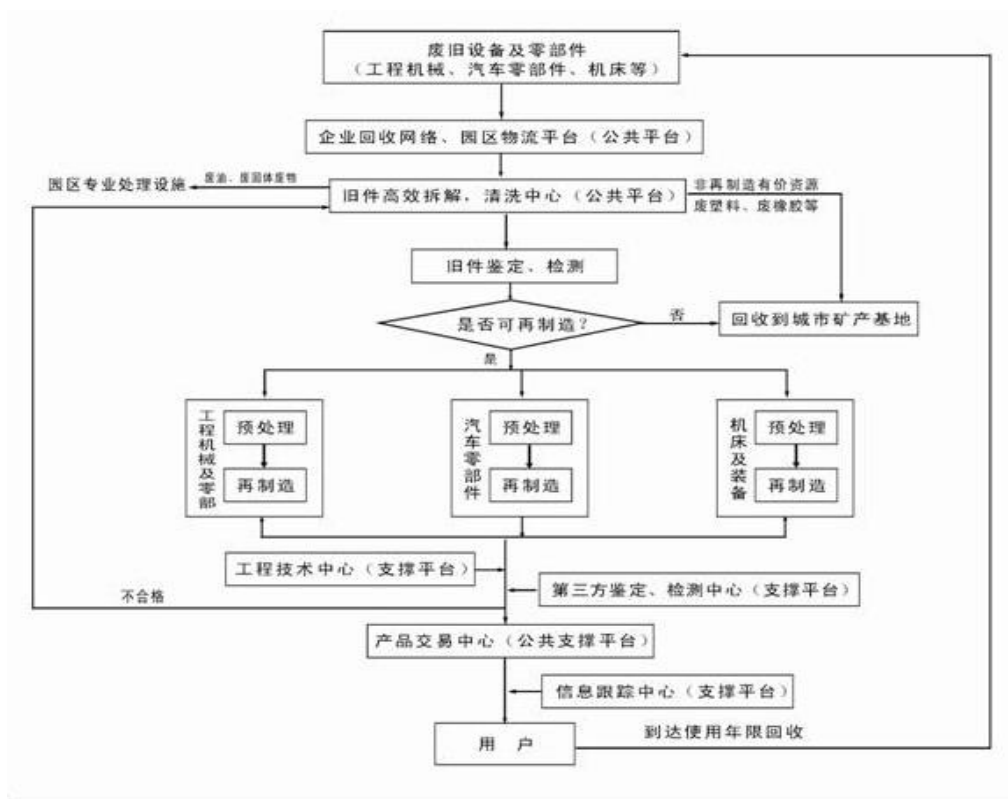 废旧设备及零部件
（工程机械、汽车零部件、机床等）
企业回收网络、园区物流平台（公共平台）
园区专业处理设施
废油、废固体废物
旧件高效拆解，清洗中心（公共平台）
非再制造有价资源
废塑料、废橡胶等
旧件鉴定、检测
是否可再制造？
否
回收到城市矿产基地
是
工程机械及零部
预处理
再制造
汽车零部件
预处理
再制造
机床及装备
预处理
再制造
工程技术中心（支撑平台）
第三方鉴定、检测中心（支撑平台）
不合格
产品交易中心（公共支撑平台）
信息跟踪中心（支撑平台）
用 户
到达使用年限回收